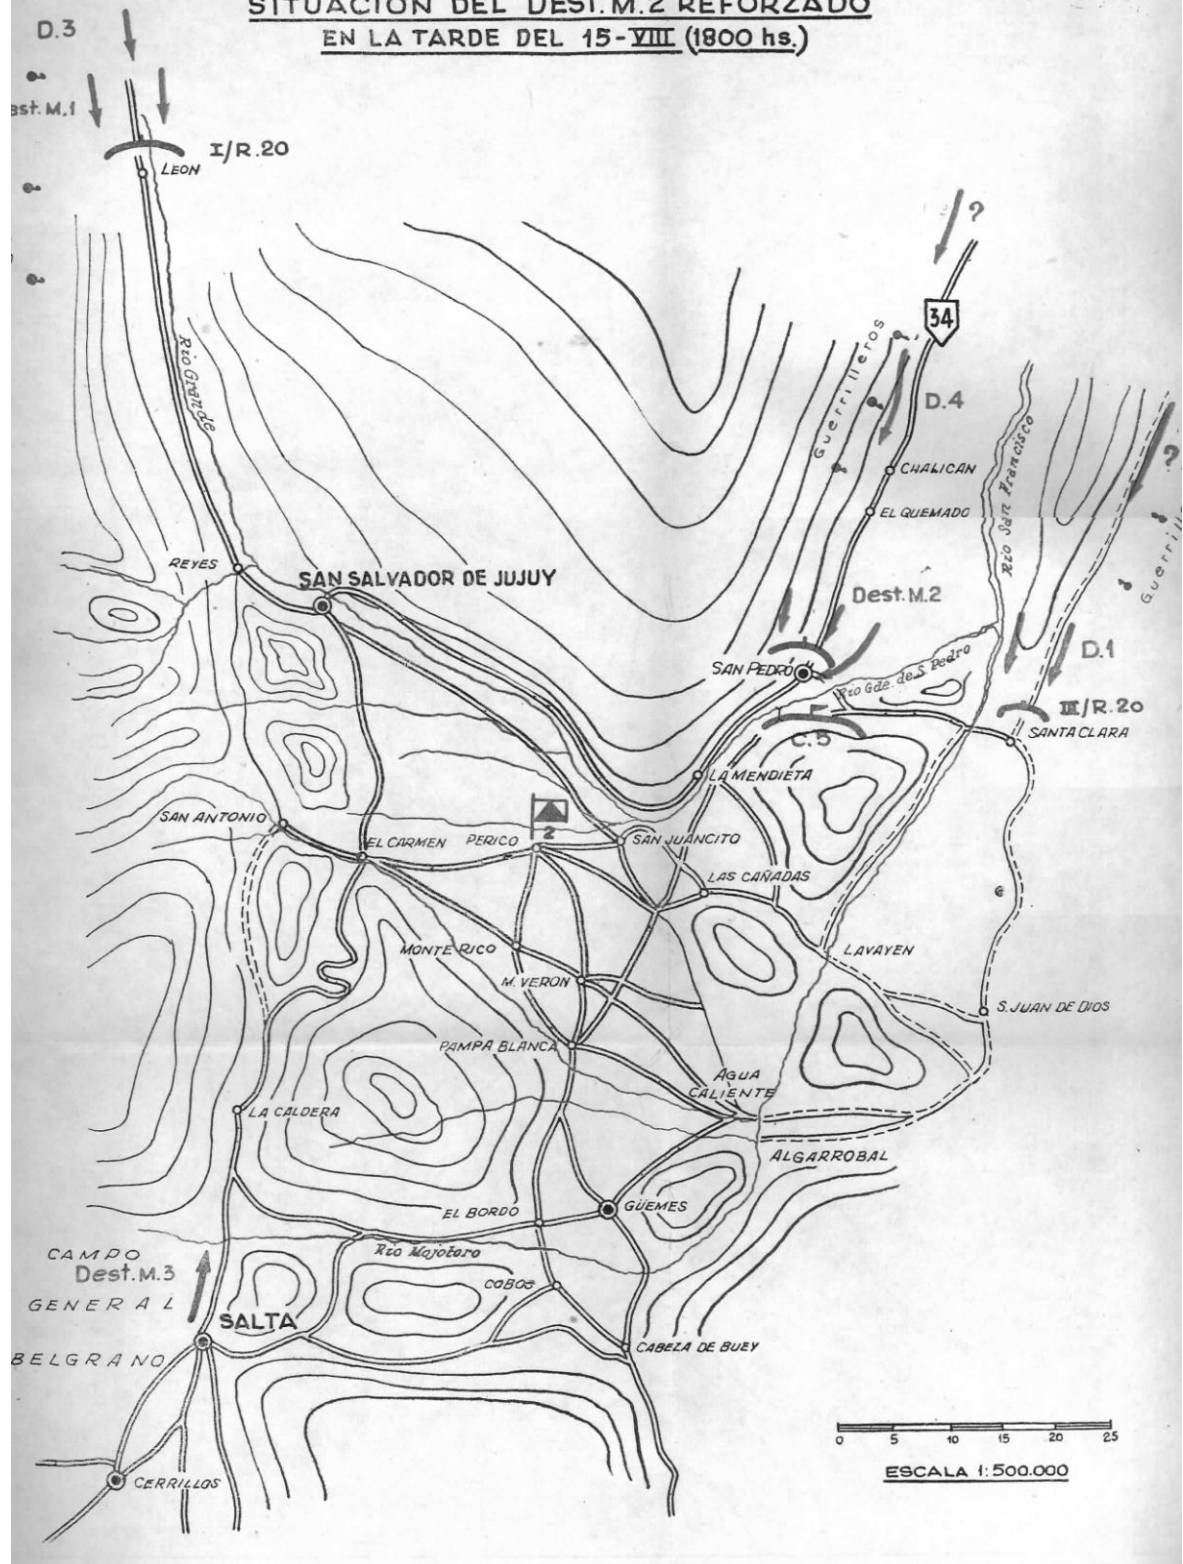 SITUACION DEL DEST. M. 2 REFORZADO
EN LA TARDE DEL 15-VIII (1800 hs.)
D.3
est. M.1
I/R.20
LEON
?
34
Rio Grande
Guerrilleros
D.4
CHALICAN
EL QUEMADO
Rio San Francisco
?
REYES
SAN SALVADOR DE JUJUY
Dest. M.2
SAN PEDRO
Rio Gde. de S. Pedro
D.1
III/R.20
SANTA CLARA
C.5
LA MENDIETA
SAN ANTONIO
EL CARMEN
PERICO
2
SAN JUANCITO
LAS CAÑADAS
MONTE RICO
LAVAYEN
M. VERON
S. JUAN DE DIOS
PAMPA BLANCA
AGUA
CALIENTE
LA CALDERA
ALGARROBAL
EL BORDO
GÜEMES
Rio Mojotoro
CAMPO
Dest. M.3
GENERAL
COBOS
SALTA
BELGRANO
CABEZA DE BUEY
0 5 10 15 20 25
ESCALA 1:500.000
CERRILLOS